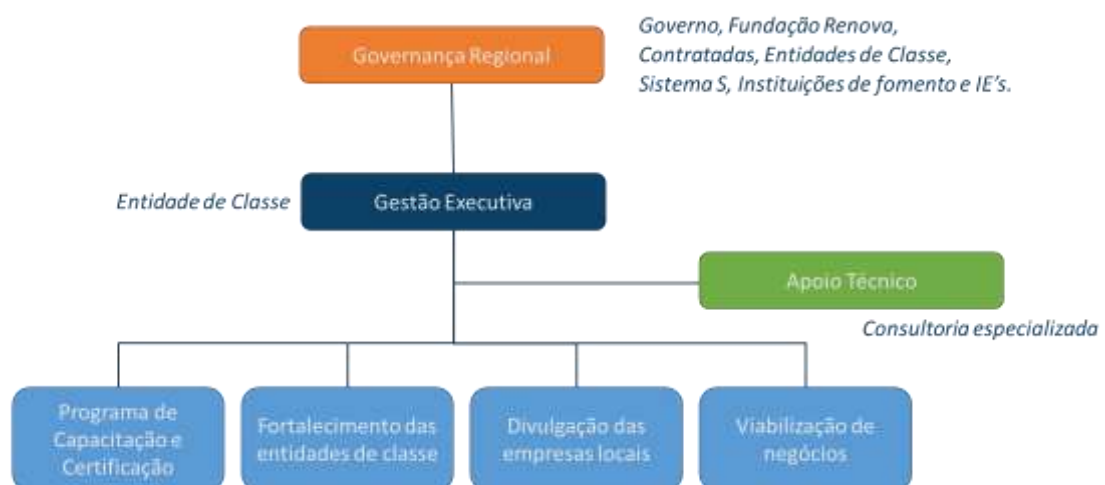 Governança Regional
Governo, Fundação Renova,
Contratadas, Entidades de Classe,
Sistema S, Instituições de fomento e IE's.
Entidade de Classe
Gestão Executiva
Apoio Técnico
Consultoria especializada
Programa de
Capacitação e
Certificação
Fortalecimento das
entidades de classe
Divulgação das
empresas locais
Viabilização de
negócios